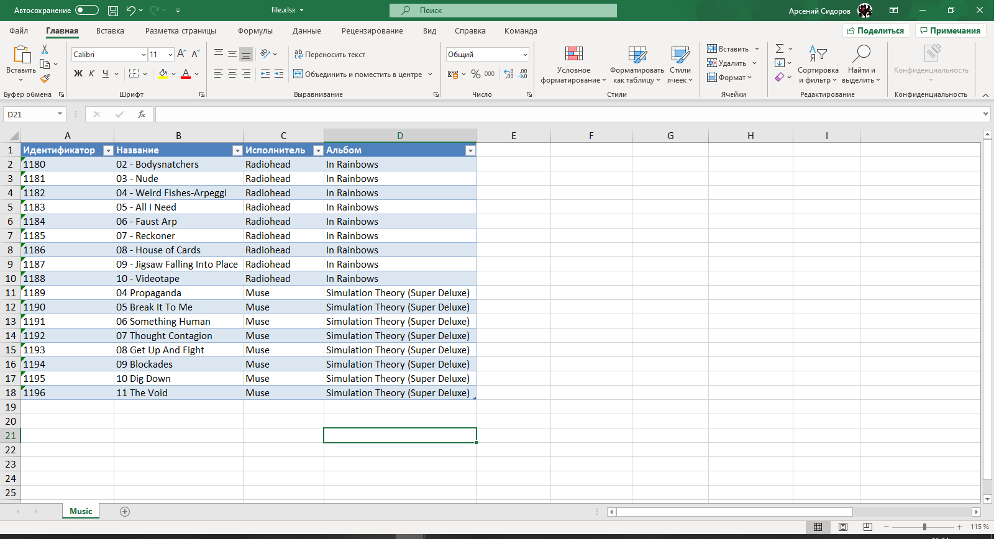 Автосохранение file.xlsx Поиск Арсений Сидоров
Файл Главная Вставка Разметка страницы Формулы Данные Рецензирование Вид Справка Команда Поделиться Примечания
Вставить
Calibri 11
Ж К Ч
Переносить текст
Объединить и поместить в центре
Общий
% 000
Условное форматирование
Форматировать как таблицу
Стили ячеек
Вставить
Удалить
Формат
Сортировка и фильтр
Найти и выделить
Конфиденциальность
Буфер обмена Шрифт Выравнивание Число Стили Ячейки Редактирование Конфиденциальность
D21 fx
A B C D E F G H I
1 Идентификатор Название Исполнитель Альбом
2 1180 02 - Bodysnatchers Radiohead In Rainbows
3 1181 03 - Nude Radiohead In Rainbows
4 1182 04 - Weird Fishes-Arpeggi Radiohead In Rainbows
5 1183 05 - All I Need Radiohead In Rainbows
6 1184 06 - Faust Arp Radiohead In Rainbows
7 1185 07 - Reckoner Radiohead In Rainbows
8 1186 08 - House of Cards Radiohead In Rainbows
9 1187 09 - Jigsaw Falling Into Place Radiohead In Rainbows
10 1188 10 - Videotape Radiohead In Rainbows
11 1189 04 Propaganda Muse Simulation Theory (Super Deluxe)
12 1190 05 Break It To Me Muse Simulation Theory (Super Deluxe)
13 1191 06 Something Human Muse Simulation Theory (Super Deluxe)
14 1192 07 Thought Contagion Muse Simulation Theory (Super Deluxe)
15 1193 08 Get Up And Fight Muse Simulation Theory (Super Deluxe)
16 1194 09 Blockades Muse Simulation Theory (Super Deluxe)
17 1195 10 Dig Down Muse Simulation Theory (Super Deluxe)
18 1196 11 The Void Muse Simulation Theory (Super Deluxe)
19
20
21
22
23
24
25
Music
115 %